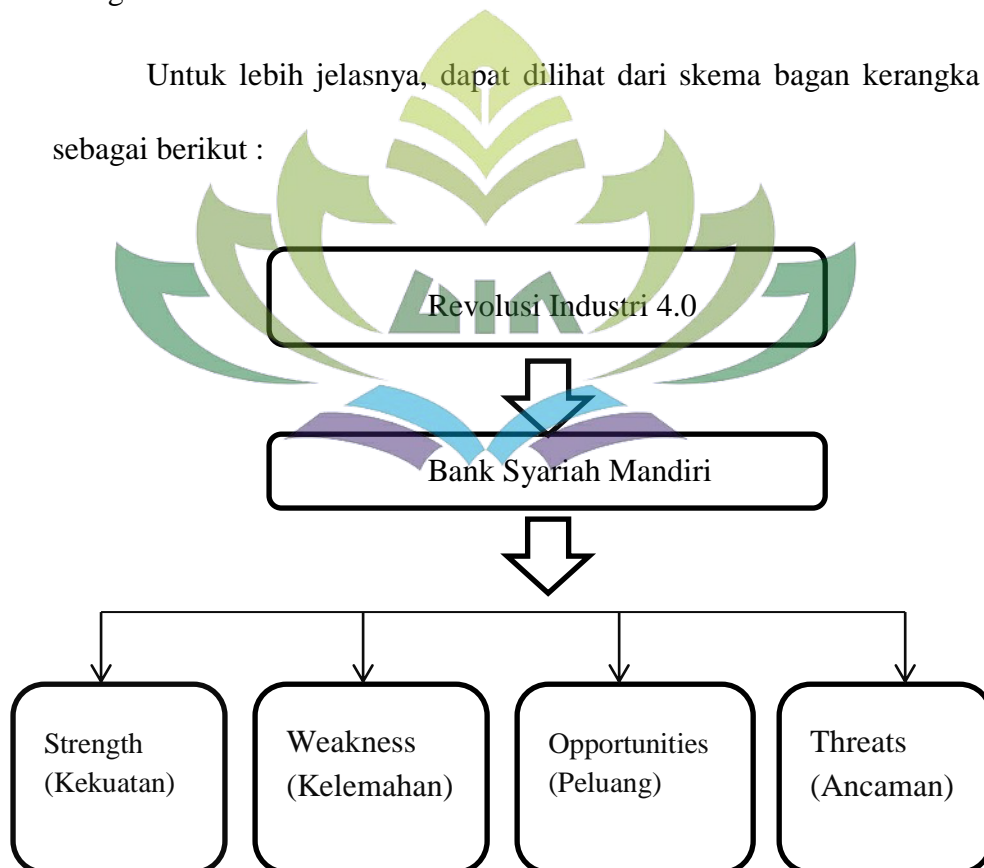 Untuk lebih jelasnya, dapat dilihat dari skema bagan kerangka
sebagai berikut :
UIN
Revolusi Industri 4.0
Bank Syariah Mandiri
Strength
(Kekuatan)
Weakness
(Kelemahan)
Opportunities
(Peluang)
Threats
(Ancaman)